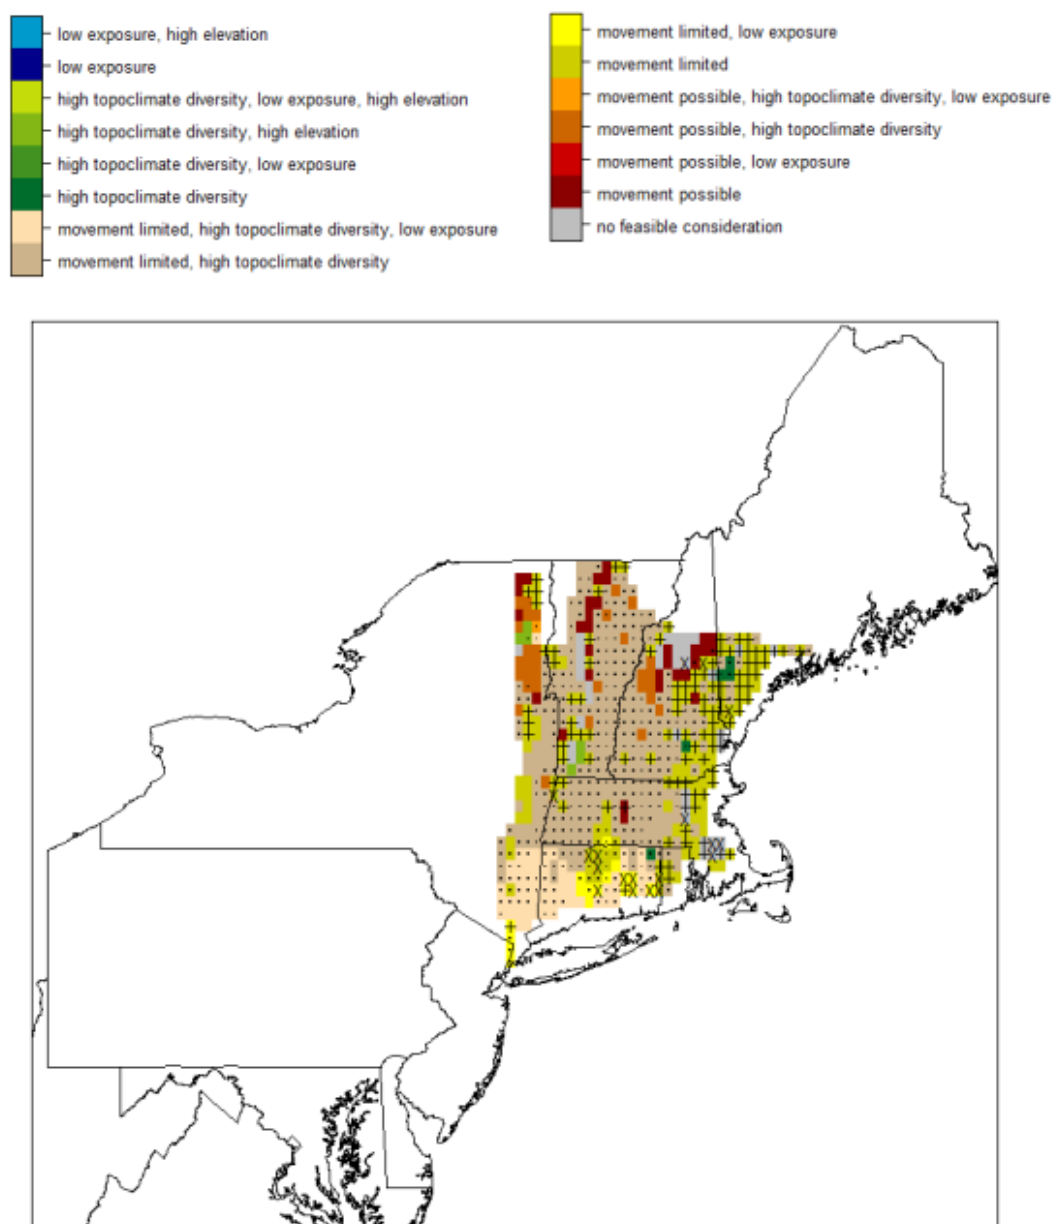 low exposure, high elevation
low exposure
high topoclimate diversity, low exposure, high elevation
high topoclimate diversity, high elevation
high topoclimate diversity, low exposure
high topoclimate diversity
movement limited, high topoclimate diversity, low exposure
movement limited, high topoclimate diversity
movement limited, low exposure
movement limited
movement possible, high topoclimate diversity, low exposure
movement possible, high topoclimate diversity
movement possible, low exposure
movement possible
no feasible consideration